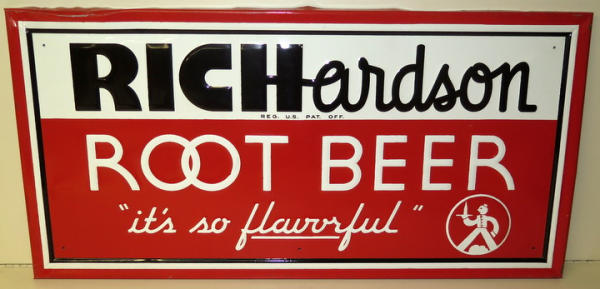 RICHardson
REG. U.S. PAT. OFF.
ROOT BEER
"it's so flavorful"